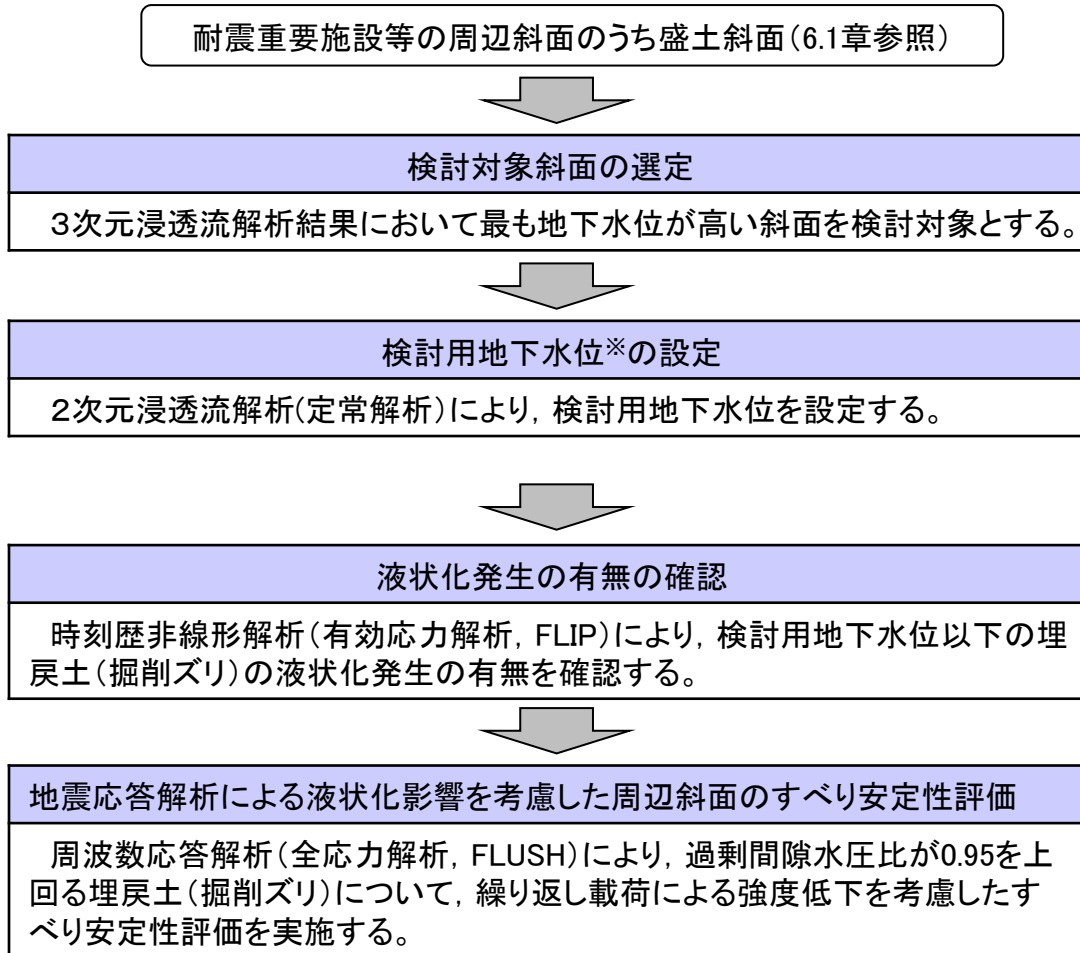 耐震重要施設等の周辺斜面のうち盛土斜面（6.1章参照）
検討対象斜面の選定
３次元浸透流解析結果において最も地下水位が高い斜面を検討対象とする。
検討用地下水位※の設定
２次元浸透流解析(定常解析)により，検討用地下水位を設定する。
液状化発生の有無の確認
時刻歴非線形解析（有効応力解析，FLIP）により，検討用地下水位以下の埋
戻土（掘削ズリ）の液状化発生の有無を確認する。
地震応答解析による液状化影響を考慮した周辺斜面のすべり安定性評価
周波数応答解析（全応力解析，FLUSH）により，過剰間隙水圧比が0.95を上
回る埋戻土（掘削ズリ）について，繰り返し載荷による強度低下を考慮したす
べり安定性評価を実施する。